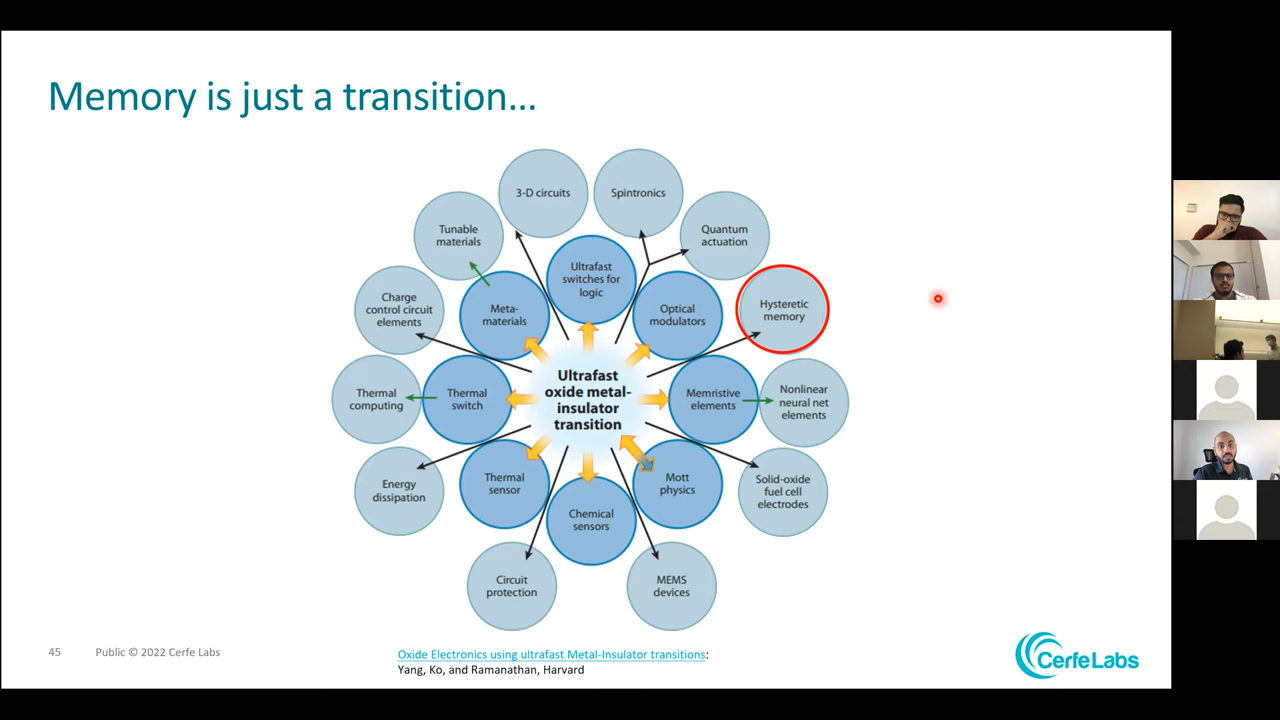 Memory is just a transition...
3-D circuits
Spintronics
Tunable
materials
Quantum
actuation
Ultrafast
switches for
logic
Charge
control circuit
elements
Meta-
materials
Optical
modulators
Hysteretic
memory
Ultrafast
oxide metal-
insulator
transition
Thermal
computing
Thermal
switch
Memristive
elements
Nonlinear
neural net
elements
Energy
dissipation
Thermal
sensor
Mott
physics
Solid-oxide
fuel cell
electrodes
Chemical
sensors
Circuit
protection
MEMS
devices
45
Public © 2022 Cerfe Labs
Oxide Electronics using ultrafast Metal-Insulator transitions:
Yang, Ko, and Ramanathan, Harvard
CerfeLabs